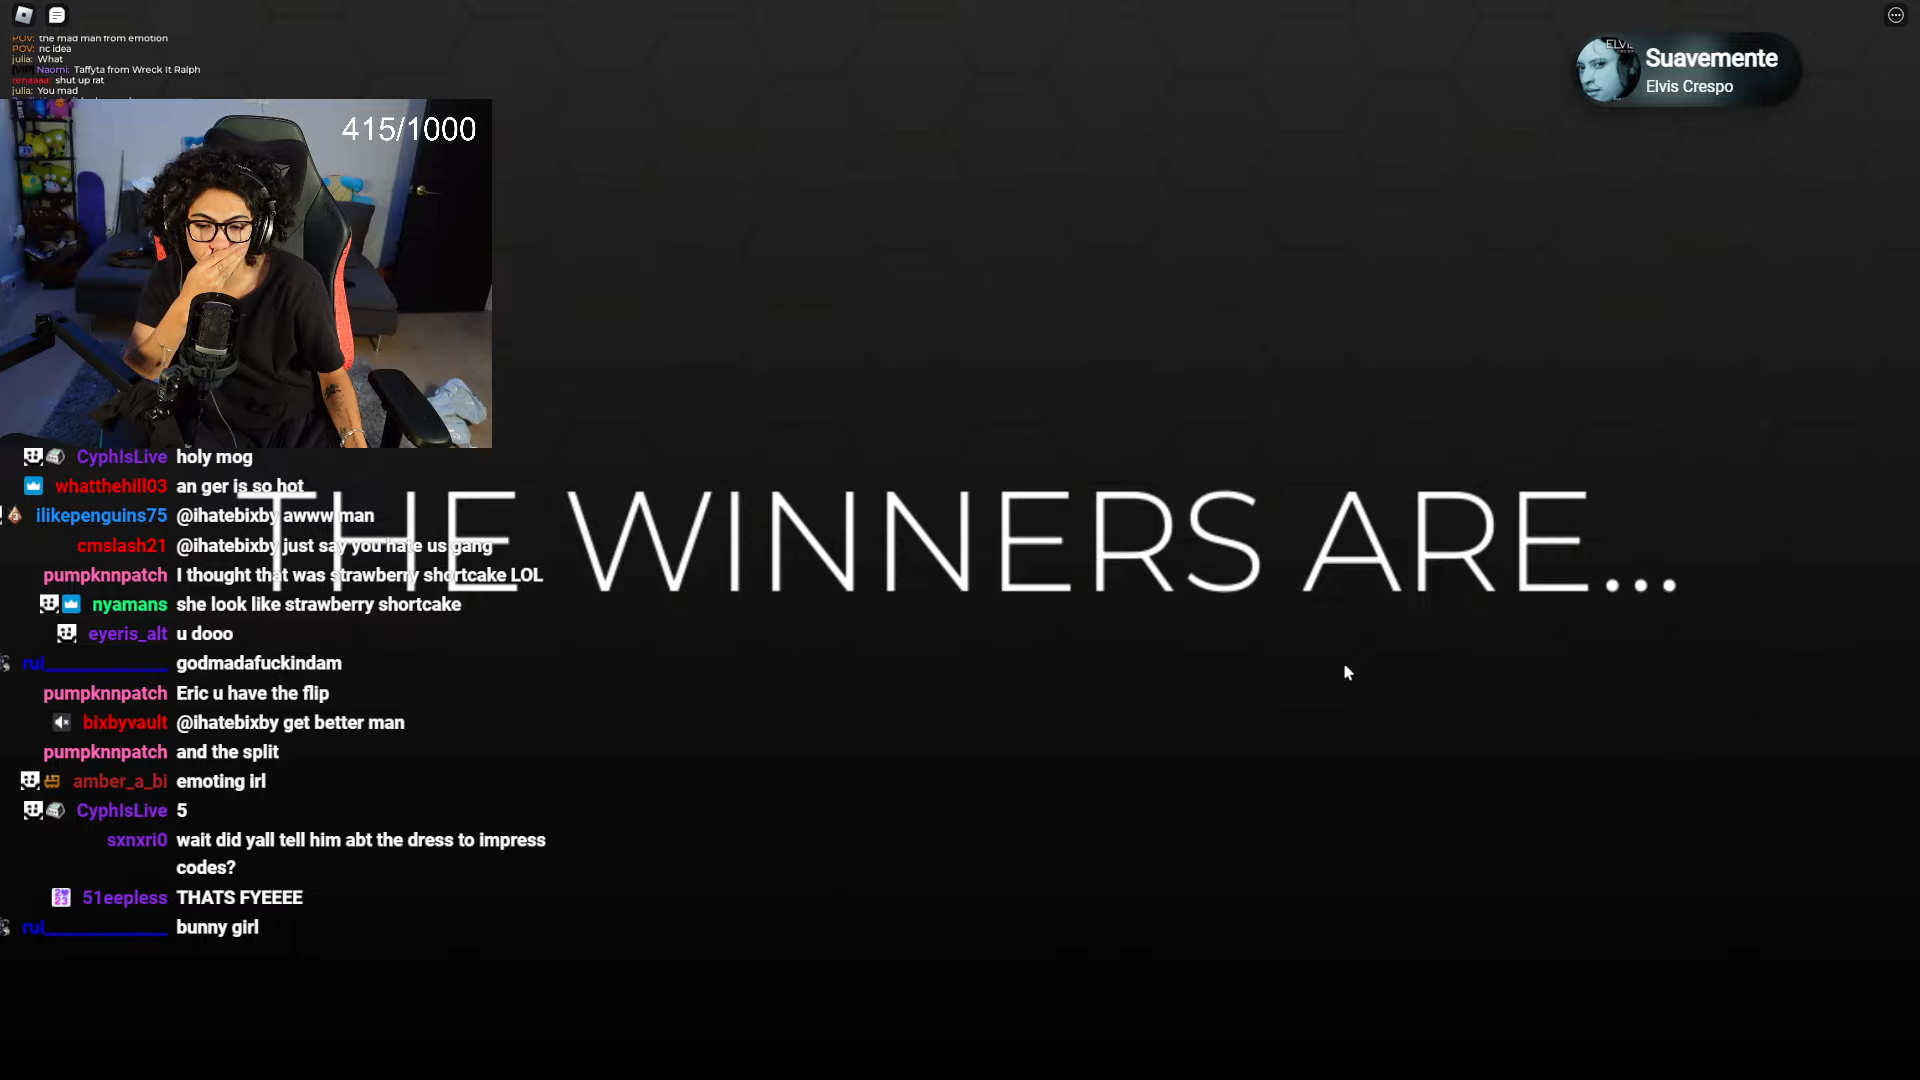 POV: the mad man from emotion
POV: nc idea
julia: What
Naomi: Taffyta from Wreck It Ralph
renaaaa: shut up rat
julia: You mad
415/1000
Suavemente
Elvis Crespo
CyphIsLive holy mog
whatthehill03 an ger is so hot
ilikepenguins75 @ihatebixby awww man
cmslash21 @ihatebixby just say you hate us gang
THE WINNERS ARE...
pumpknnpatch I thought that was strawberry shortcake LOL
nyamans she look like strawberry shortcake
eyeris_alt u dooo
rui______________ godmadafuckindam
pumpknnpatch Eric u have the flip
bixbyvault @ihatebixby get better man
pumpknnpatch and the split
amber_a_bi emoting irl
CyphIsLive 5
sxnxri0 wait did yall tell him abt the dress to impress
codes?
51eepless THATS FYEEEE
rui______________ bunny girl